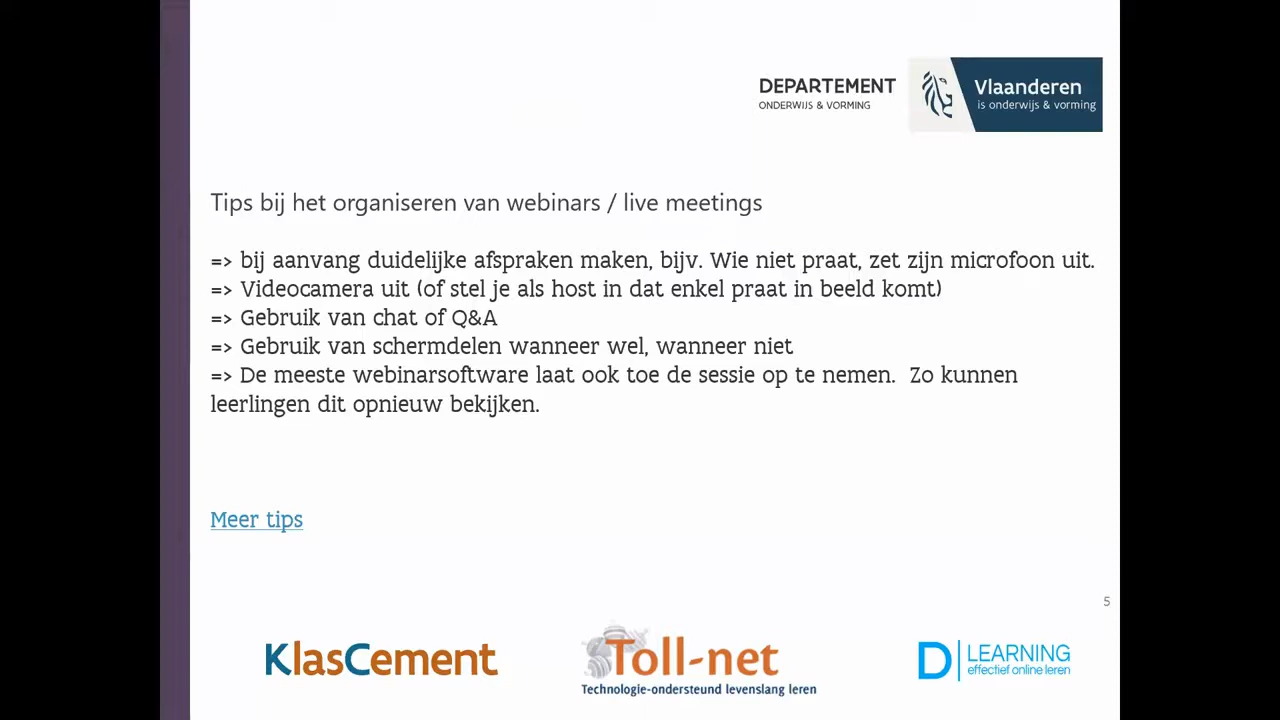 DEPARTEMENT
ONDERWIJS & VORMING
Vlaanderen
is onderwijs & vorming
Tips bij het organiseren van webinars / live meetings
=> bij aanvang duidelijke afspraken maken, bijv. Wie niet praat, zet zijn microfoon uit.
=> Videocamera uit (of stel je als host in dat enkel praat in beeld komt)
=> Gebruik van chat of Q&A
=> Gebruik van schermdelen wanneer wel, wanneer niet
=> De meeste webinarsoftware laat ook toe de sessie op te nemen. Zo kunnen
leerlingen dit opnieuw bekijken.
Meer tips
5
KlasCement
Toll-net
Technologie-ondersteund levenslang leren
D LEARNING
effectief online leren